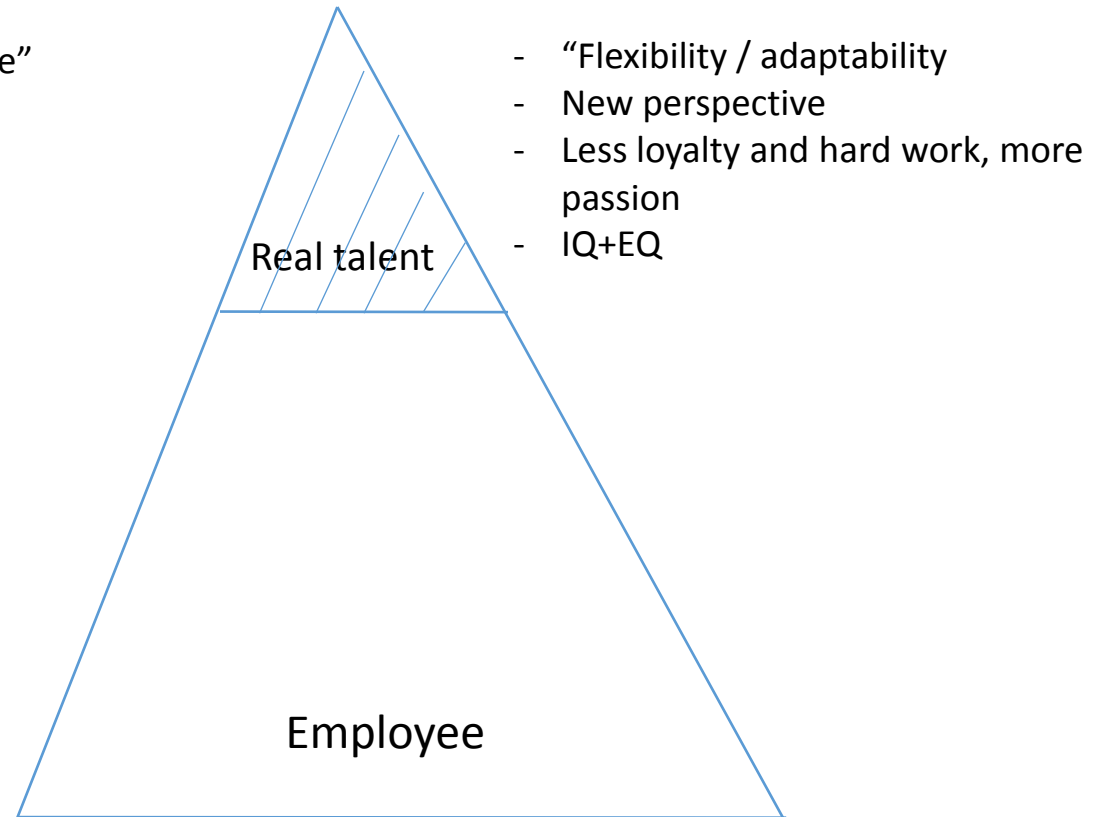 e”
- “Flexibility / adaptability
- New perspective
- Less loyalty and hard work, more
passion
- IQ+EQ
Real talent
Employee